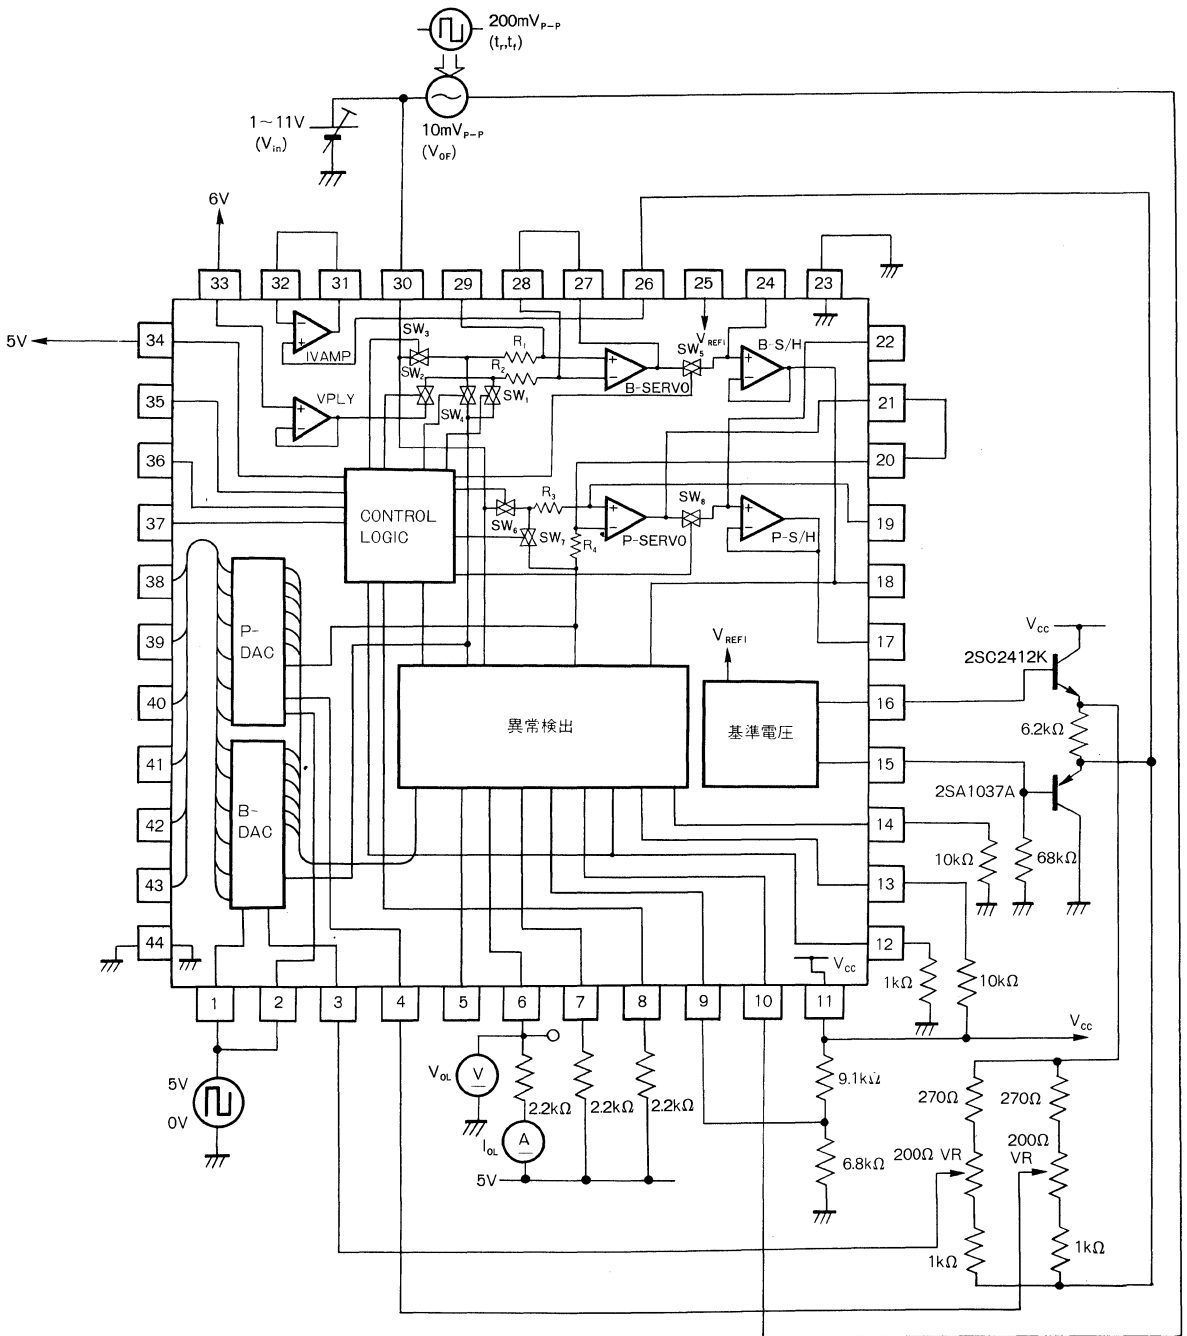 200mVP-P
(tr,tf)
1~11V
(Vin)
10mVP-P
(VOF)
6V
33
32
31
30
29
28
27
26
25
24
23
5V
34
35
36
37
38
39
40
41
42
43
44
22
21
20
19
18
17
16
15
14
13
12
1
2
3
4
5
6
7
8
9
10
11
IVAMP
VPLY
SW3
SW2
SW4
SW1
R1
R2
B-SERVO
VREF1
SW5
B-S/H
CONTROL
LOGIC
SW6
SW7
R3
R4
P-SERVO
SW8
P-S/H
P-
DAC
B-
DAC
異常検出
VREF1
基準電圧
VCC
2SC2412K
6.2kΩ
2SA1037A
10kΩ
68kΩ
VCC
1kΩ
10kΩ
VCC
5V
0V
VOL
V
2.2kΩ
2.2kΩ
2.2kΩ
IOL
A
5V
9.1kΩ
6.8kΩ
270Ω
270Ω
200Ω VR
200Ω
VR
1kΩ
1kΩ